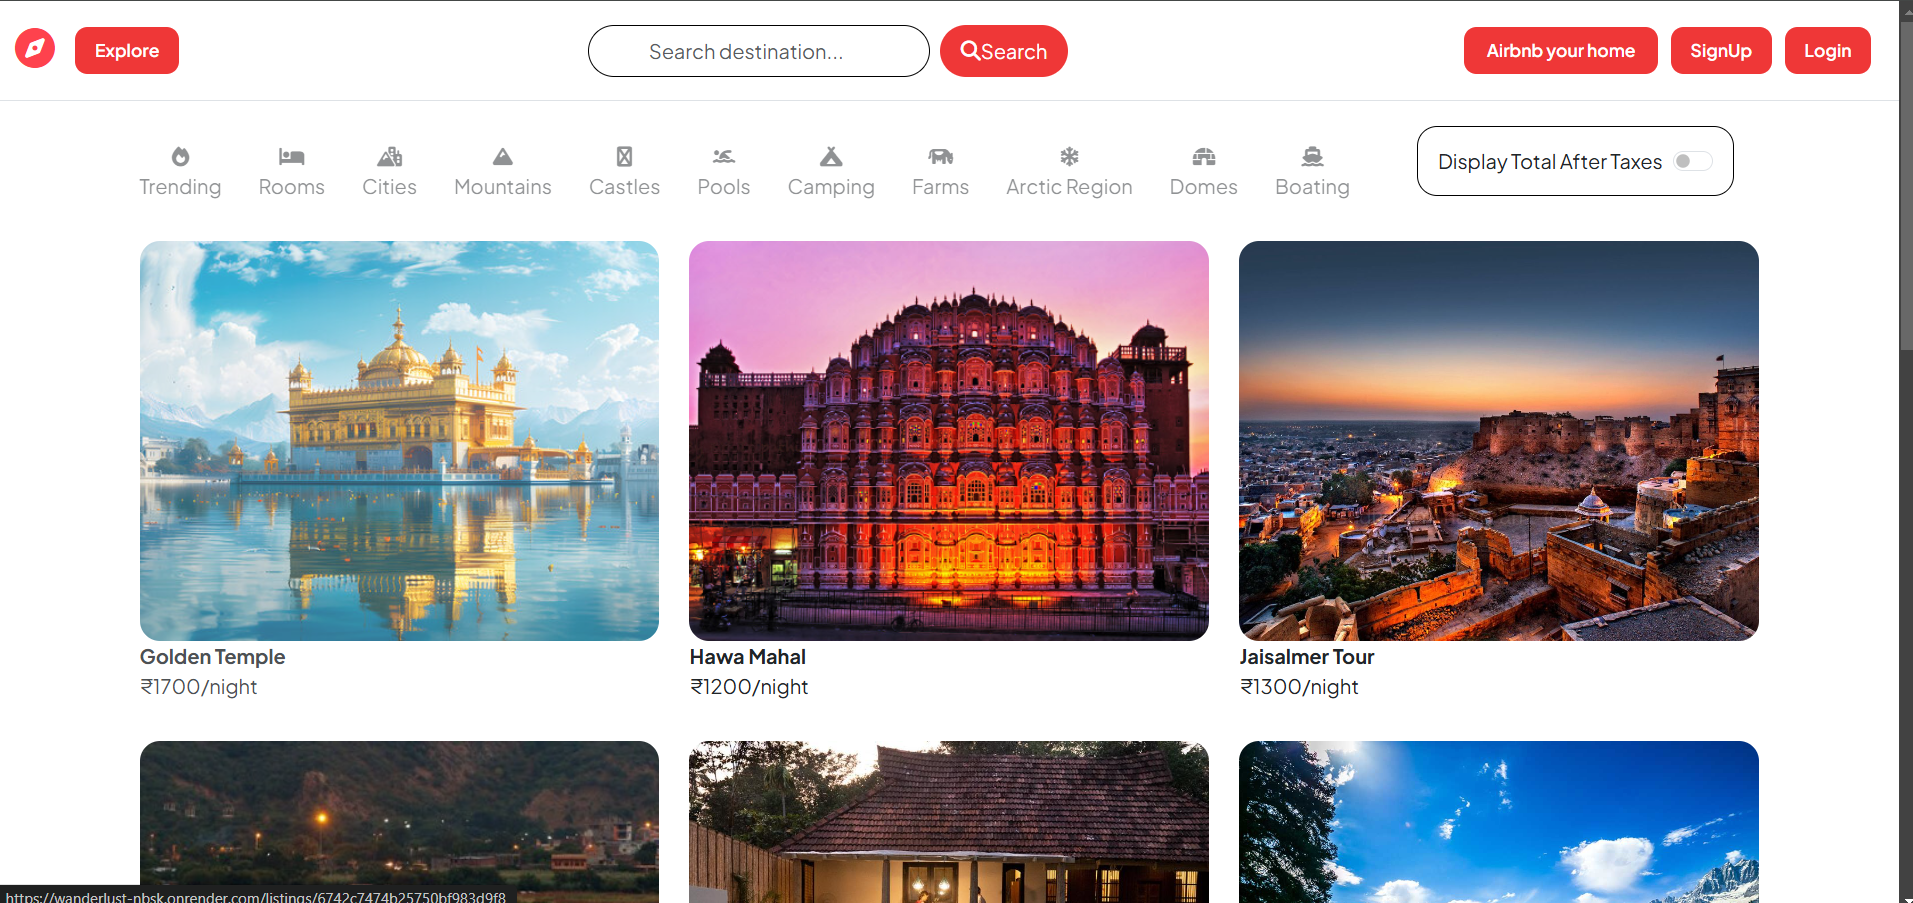 Explore
Search destination...
Search
Airbnb your home
SignUp
Login
Trending
Rooms
Cities
Mountains
Castles
Pools
Camping
Farms
Arctic Region
Domes
Boating
Display Total After Taxes
Golden Temple
₹1700/night
Hawa Mahal
₹1200/night
Jaisalmer Tour
₹1300/night
https://wanderlust-nbsk.onrender.com/listings/6742c7474b25750bf983d9f8